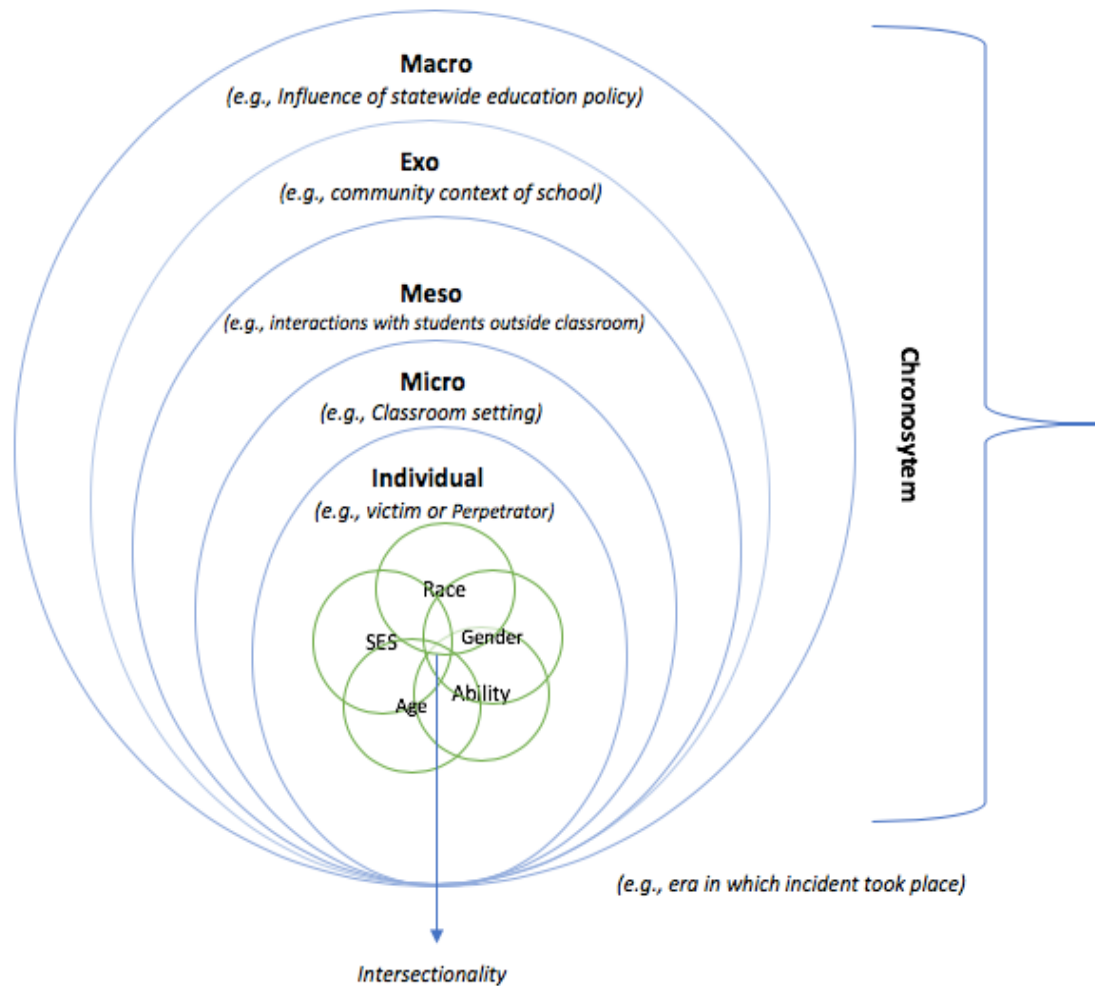 Macro
(e.g., Influence of statewide education policy)
Exo
(e.g., community context of school)
Meso
(e.g., interactions with students outside classroom)
Micro
(e.g., Classroom setting)
Individual
(e.g., victim or Perpetrator)
Race
SES
Gender
Age
Ability
Chronosytem
(e.g., era in which incident took place)
Intersectionality